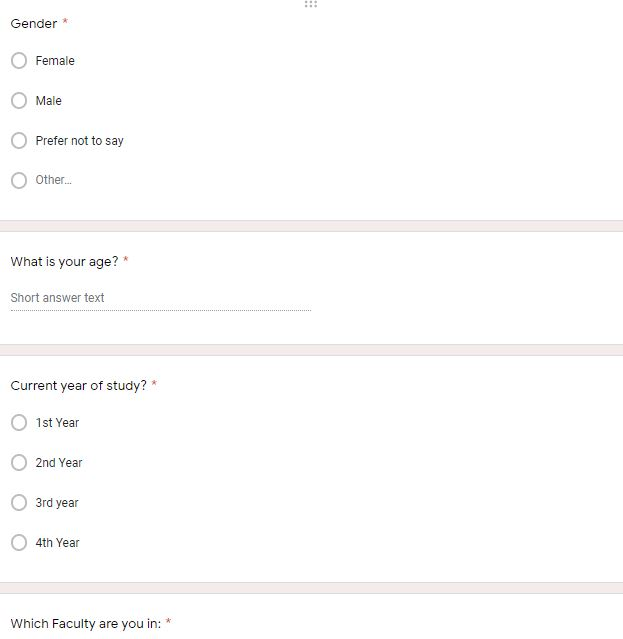 Gender *
Female
Male
Prefer not to say
Other...
What is your age? *
Short answer text
Current year of study? *
1st Year
2nd Year
3rd year
4th Year
Which Faculty are you in: *